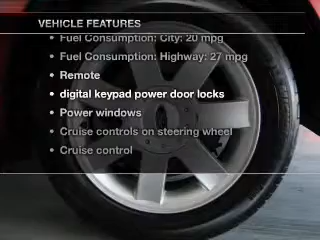 VEHICLE FEATURES
• Fuel Consumption: City: 20 mpg
• Fuel Consumption: Highway: 27 mpg
• Remote
• digital keypad power door locks
• Power windows
• Cruise controls on steering wheel
• Cruise control